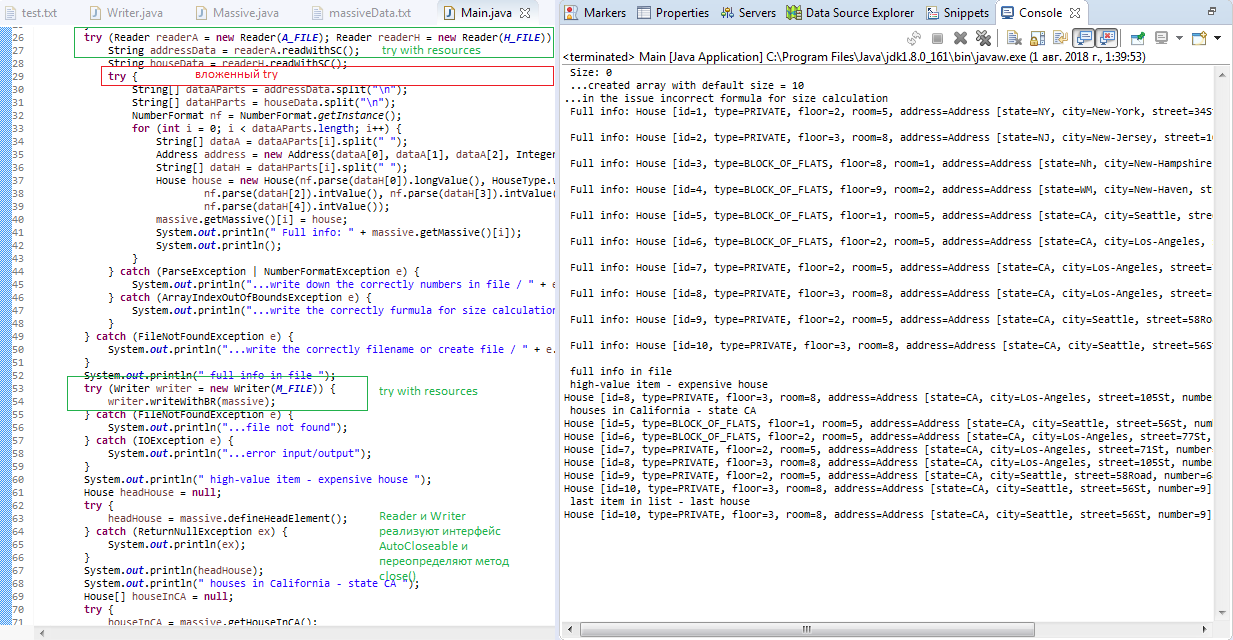 test.txt
Writer.java
Massive.java
massiveData.txt
Main.java
26 try (Reader readerA = new Reader(A_FILE); Reader readerH = new Reader(H_FILE))
27 String addressData = readerA.readWithSC(); try with resources
28 String houseData = readerH.readWithSC();
29 try { вложенный try
30 String[] dataAParts = addressData.split("\n");
31 String[] dataHParts = houseData.split("\n");
32 NumberFormat nf = NumberFormat.getInstance();
33 for (int i = 0; i < dataAParts.length; i++) {
34 String[] dataA = dataAParts[i].split(" ");
35 Address address = new Address(dataA[0], dataA[1], dataA[2], Integer
36 String[] dataH = dataHParts[i].split(" ");
37 House house = new House(nf.parse(dataH[0]).longValue(), HouseType.v
38 nf.parse(dataH[2]).intValue(), nf.parse(dataH[3]).intValue(
39 nf.parse(dataH[4]).intValue());
40 massive.getMassive()[i] = house;
41 System.out.println(" Full info: " + massive.getMassive()[i]);
42 System.out.println();
43 }
44 } catch (ParseException | NumberFormatException e) {
45 System.out.println("...write down the correctly numbers in file / " + e
46 } catch (ArrayIndexOutOfBoundsException e) {
47 System.out.println("...write the correctly furmula for size calculation
48 }
49 } catch (FileNotFoundException e) {
50 System.out.println("...write the correctly filename or create file / " + e.
51 }
52 System.out.println(" full info in file ");
53 try (Writer writer = new Writer(M_FILE)) { try with resources
54 writer.writeWithBR(massive);
55 } catch (FileNotFoundException e) {
56 System.out.println("...file not found");
57 } catch (IOException e) {
58 System.out.println("...error input/output");
59 }
60 System.out.println(" high-value item - expensive house ");
61 House headHouse = null;
62 try {
63 headHouse = massive.defineHeadElement();
64 } catch (ReturnNullException ex) {
65 System.out.println(ex);
66 }
67 System.out.println(headHouse);
68 System.out.println(" houses in California - state CA ");
69 House[] houseInCA = null;
70 try {
71 houseInCA = massive.getHouseInCA();
Reader и Writer
реализуют интерфейс
AutoCloseable и
переопределяют метод
close()
Markers
Properties
Servers
Data Source Explorer
Snippets
Console
<terminated> Main [Java Application] C:\Program Files\Java\jdk1.8.0_161\bin\javaw.exe (1 авг. 2018 г., 1:39:53)
Size: 0
...created array with default size = 10
...in the issue incorrect formula for size calculation
Full info: House [id=1, type=PRIVATE, floor=2, room=5, address=Address [state=NY, city=New-York, street=34S
Full info: House [id=2, type=PRIVATE, floor=3, room=8, address=Address [state=NJ, city=New-Jersey, street=1
Full info: House [id=3, type=BLOCK_OF_FLATS, floor=8, room=1, address=Address [state=Nh, city=New-Hampshire
Full info: House [id=4, type=BLOCK_OF_FLATS, floor=9, room=2, address=Address [state=WM, city=New-Haven, st
Full info: House [id=5, type=BLOCK_OF_FLATS, floor=1, room=5, address=Address [state=CA, city=Seattle, stre
Full info: House [id=6, type=BLOCK_OF_FLATS, floor=2, room=5, address=Address [state=CA, city=Los-Angeles,
Full info: House [id=7, type=PRIVATE, floor=2, room=5, address=Address [state=CA, city=Los-Angeles, street=
Full info: House [id=8, type=PRIVATE, floor=3, room=8, address=Address [state=CA, city=Los-Angeles, street=
Full info: House [id=9, type=PRIVATE, floor=2, room=5, address=Address [state=CA, city=Seattle, street=58Ro
Full info: House [id=10, type=PRIVATE, floor=3, room=8, address=Address [state=CA, city=Seattle, street=56S
full info in file
high-value item - expensive house
House [id=8, type=PRIVATE, floor=3, room=8, address=Address [state=CA, city=Los-Angeles, street=105St, numbe
houses in California - state CA
House [id=5, type=BLOCK_OF_FLATS, floor=1, room=5, address=Address [state=CA, city=Seattle, street=56St, num
House [id=6, type=BLOCK_OF_FLATS, floor=2, room=5, address=Address [state=CA, city=Los-Angeles, street=77St,
House [id=7, type=PRIVATE, floor=2, room=5, address=Address [state=CA, city=Los-Angeles, street=71St, number
House [id=8, type=PRIVATE, floor=3, room=8, address=Address [state=CA, city=Los-Angeles, street=105St, numbe
House [id=9, type=PRIVATE, floor=2, room=5, address=Address [state=CA, city=Seattle, street=58Road, number=6
House [id=10, type=PRIVATE, floor=3, room=8, address=Address [state=CA, city=Seattle, street=56St, number=9]
last item in list - last house
House [id=10, type=PRIVATE, floor=3, room=8, address=Address [state=CA, city=Seattle, street=56St, number=9]